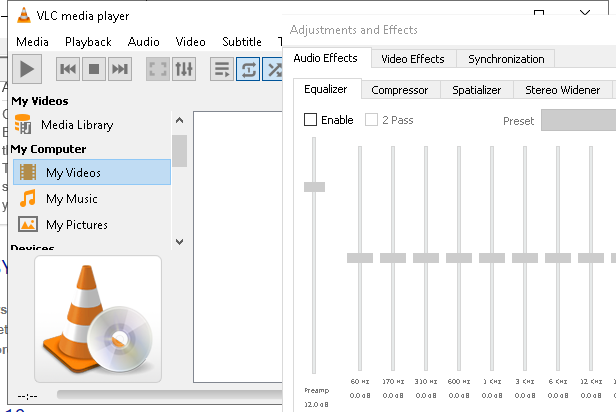 VLC media player
Media Playback Audio Video Subtitle T
My Videos
Media Library
My Computer
My Videos
My Music
My Pictures
Devices
--:--
Adjustments and Effects
Audio Effects Video Effects Synchronization
Equalizer Compressor Spatializer Stereo Widener
Enable 2 Pass Preset
Preamp
12.0 dB
60 Hz 170 Hz 310 Hz 600 Hz 1 KHz 3 KHz 6 KHz 12 KHz
0.0 dB 0.0 dB 0.0 dB 0.0 dB 0.0 dB 0.0 dB 0.0 dB 0.0 dB